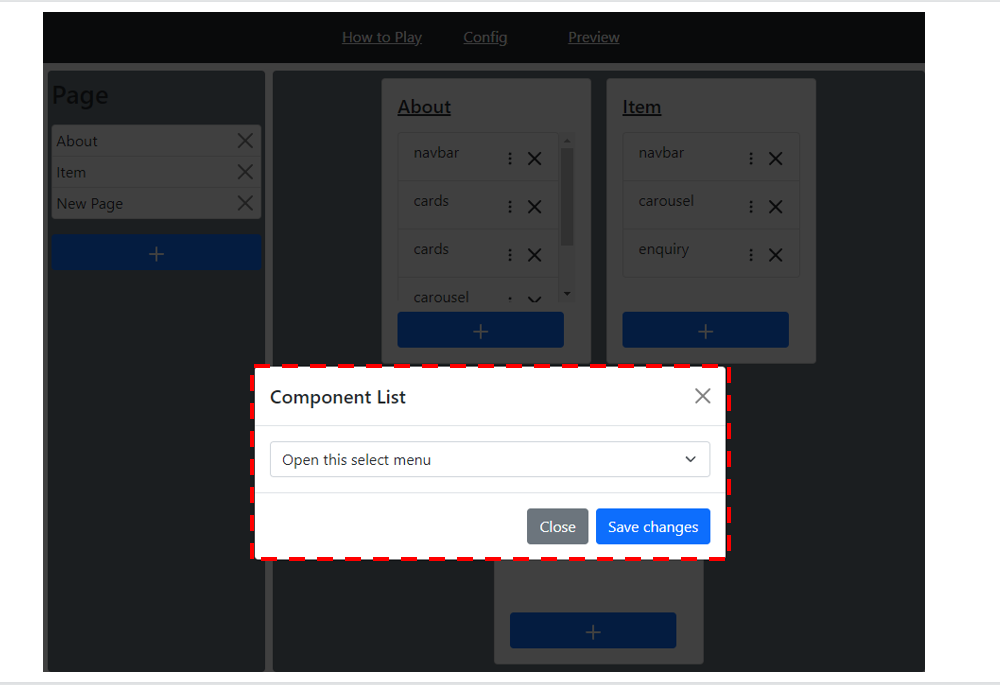 How to Play Config Preview
Page
About
Item
New Page
About
navbar
cards
cards
carousel
Item
navbar
carousel
enquiry
Component List
Open this select menu
Close Save changes